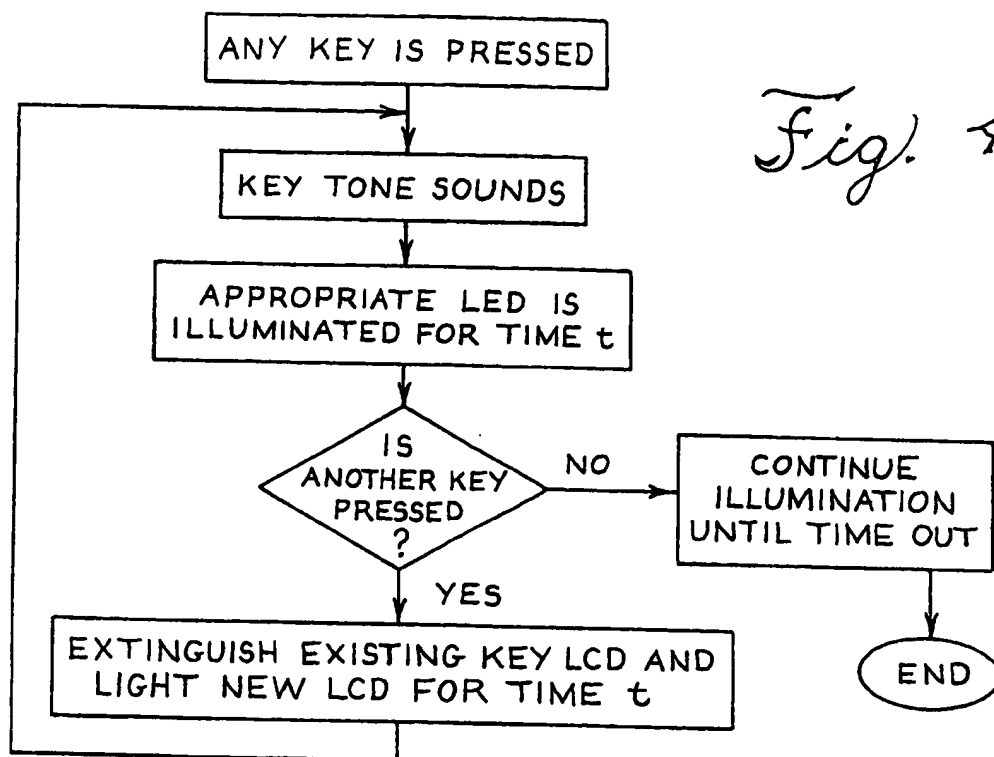 ANY KEY IS PRESSED
Fig.
KEY TONE SOUNDS
APPROPRIATE LED IS
ILLUMINATED FOR TIME t
IS
ANOTHER KEY
PRESSED
?
NO
CONTINUE
ILLUMINATION
UNTIL TIME OUT
YES
EXTINGUISH EXISTING KEY LCD AND
LIGHT NEW LCD FOR TIME t
END